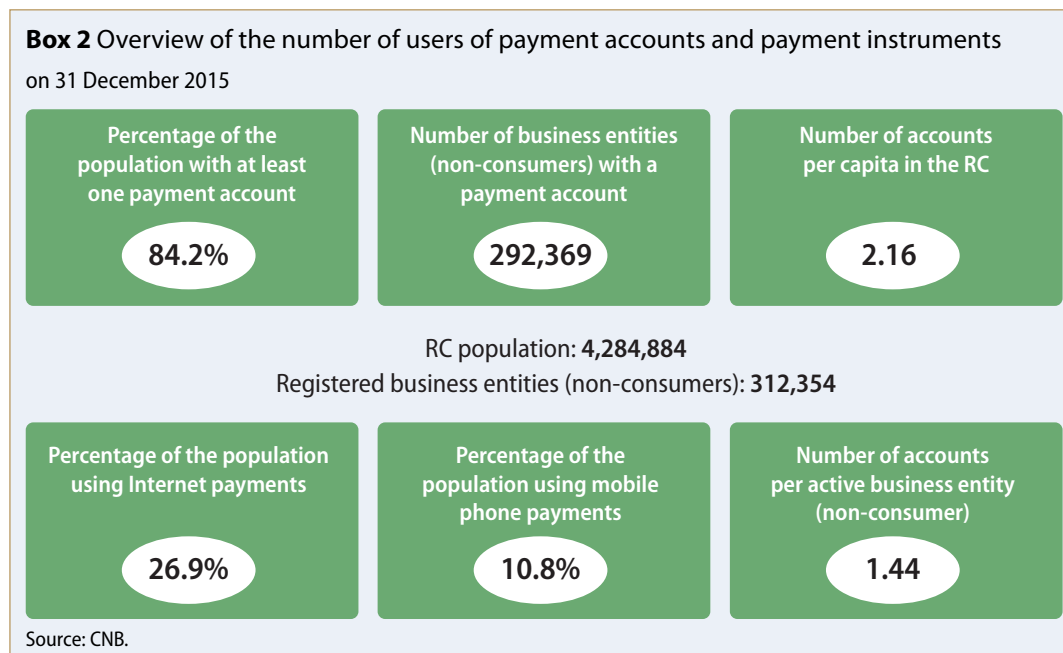 Box 2 Overview of the number of users of payment accounts and payment instruments
on 31 December 2015
Percentage of the
population with at least
one payment account
84.2%
Number of business entities
(non-consumers) with a
payment account
292,369
Number of accounts
per capita in the RC
2.16
RC population: 4,284,884
Registered business entities (non-consumers): 312,354
Percentage of the population
using Internet payments
26.9%
Percentage of the
population using mobile
phone payments
10.8%
Number of accounts
per active business entity
(non-consumer)
1.44
Source: CNB.